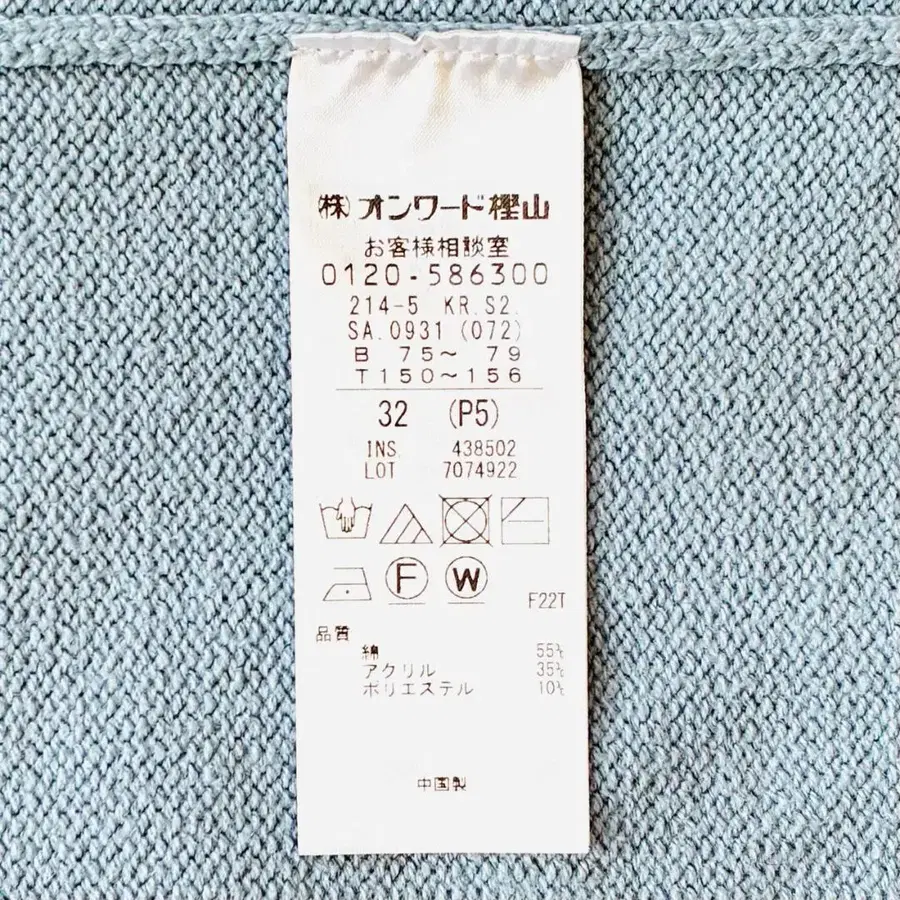 (株)オンワード樫山
お客様相談室
0120-586300
214-5 KR.S2.
SA.0931 (072)
B 75〜 79
T150〜156
32 (P5)
INS. 438502
LOT 7074922
F W
F22T
品質
綿 55%
アクリル 35%
ポリエステル 10%
中国製